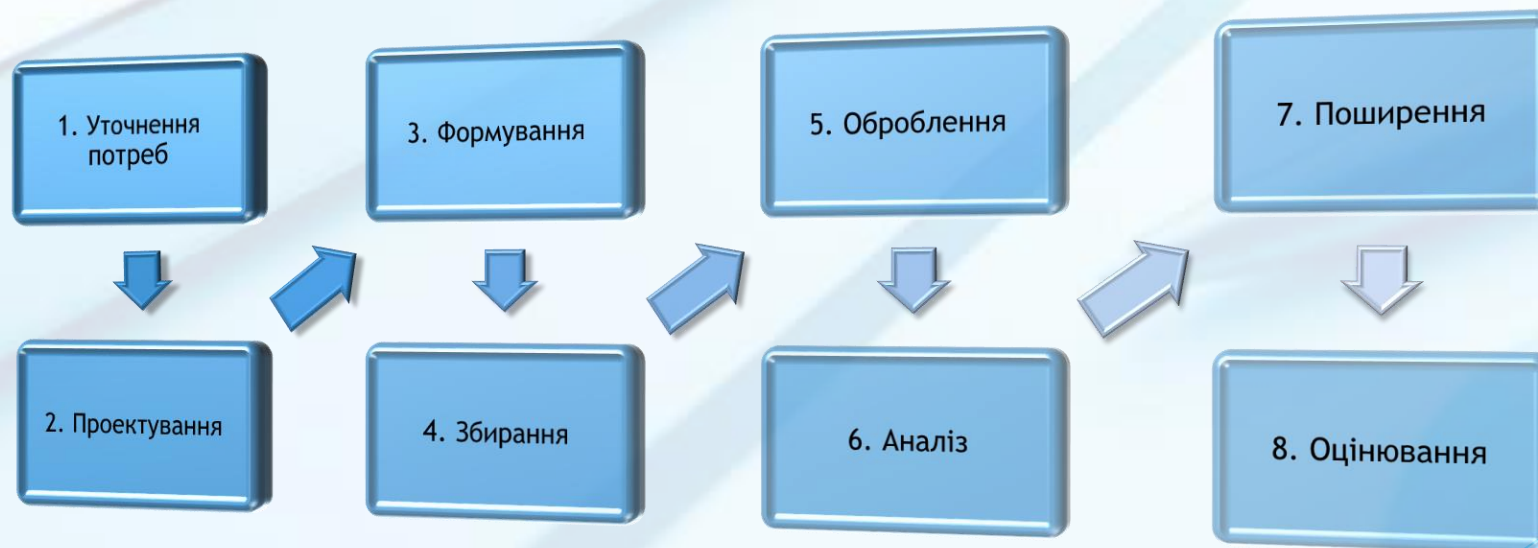 1. Уточнення
потреб
2. Проектування
3. Формування
4. Збирання
5. Оброблення
6. Аналіз
7. Поширення
8. Оцінювання